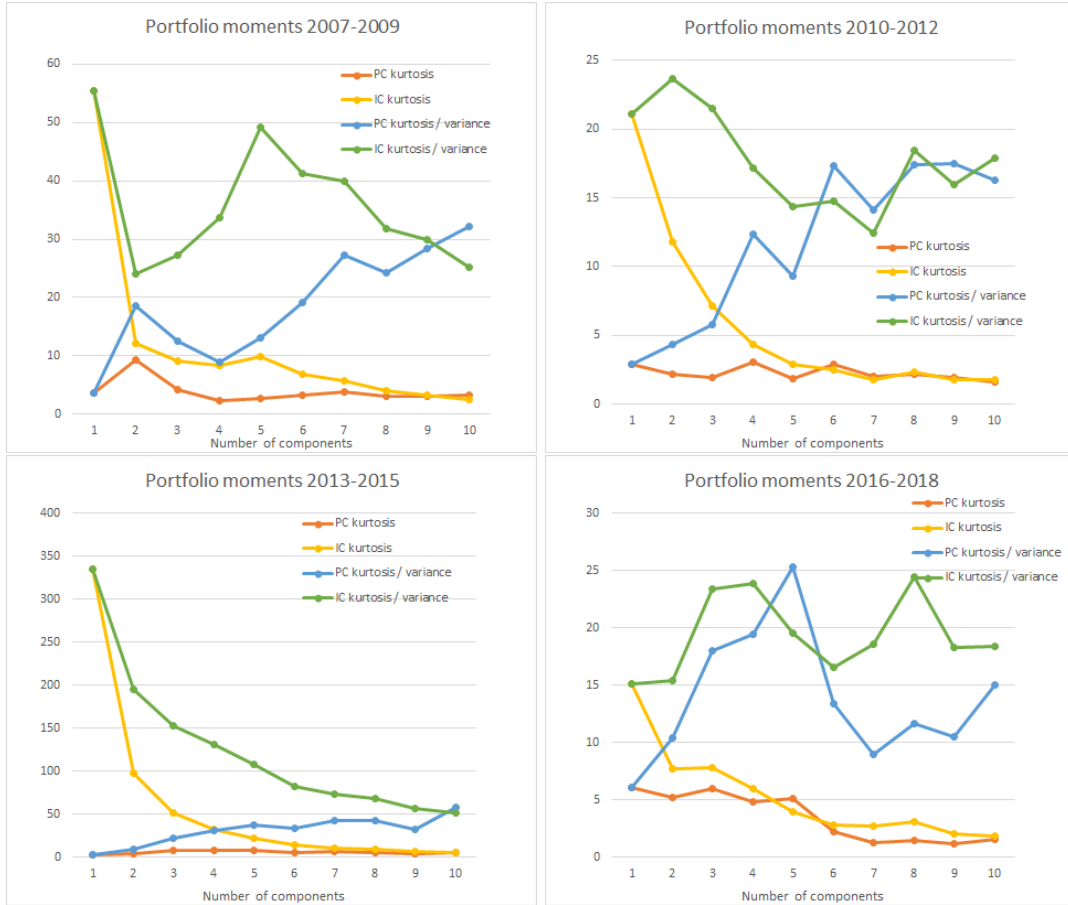 Portfolio moments 2007-2009
60
50
40
30
20
10
0
PC kurtosis
IC kurtosis
PC kurtosis / variance
IC kurtosis / variance
1 2 3 4 5 6 7 8 9 10
Number of components
Portfolio moments 2010-2012
25
20
15
10
5
0
PC kurtosis
IC kurtosis
PC kurtosis / variance
IC kurtosis / variance
1 2 3 4 5 6 7 8 9 10
Number of components
Portfolio moments 2013-2015
400
350
300
250
200
150
100
50
0
PC kurtosis
IC kurtosis
PC kurtosis / variance
IC kurtosis / variance
1 2 3 4 5 6 7 8 9 10
Number of components
Portfolio moments 2016-2018
30
25
20
15
10
5
0
PC kurtosis
IC kurtosis
PC kurtosis / variance
IC kurtosis / variance
1 2 3 4 5 6 7 8 9 10
Number of components